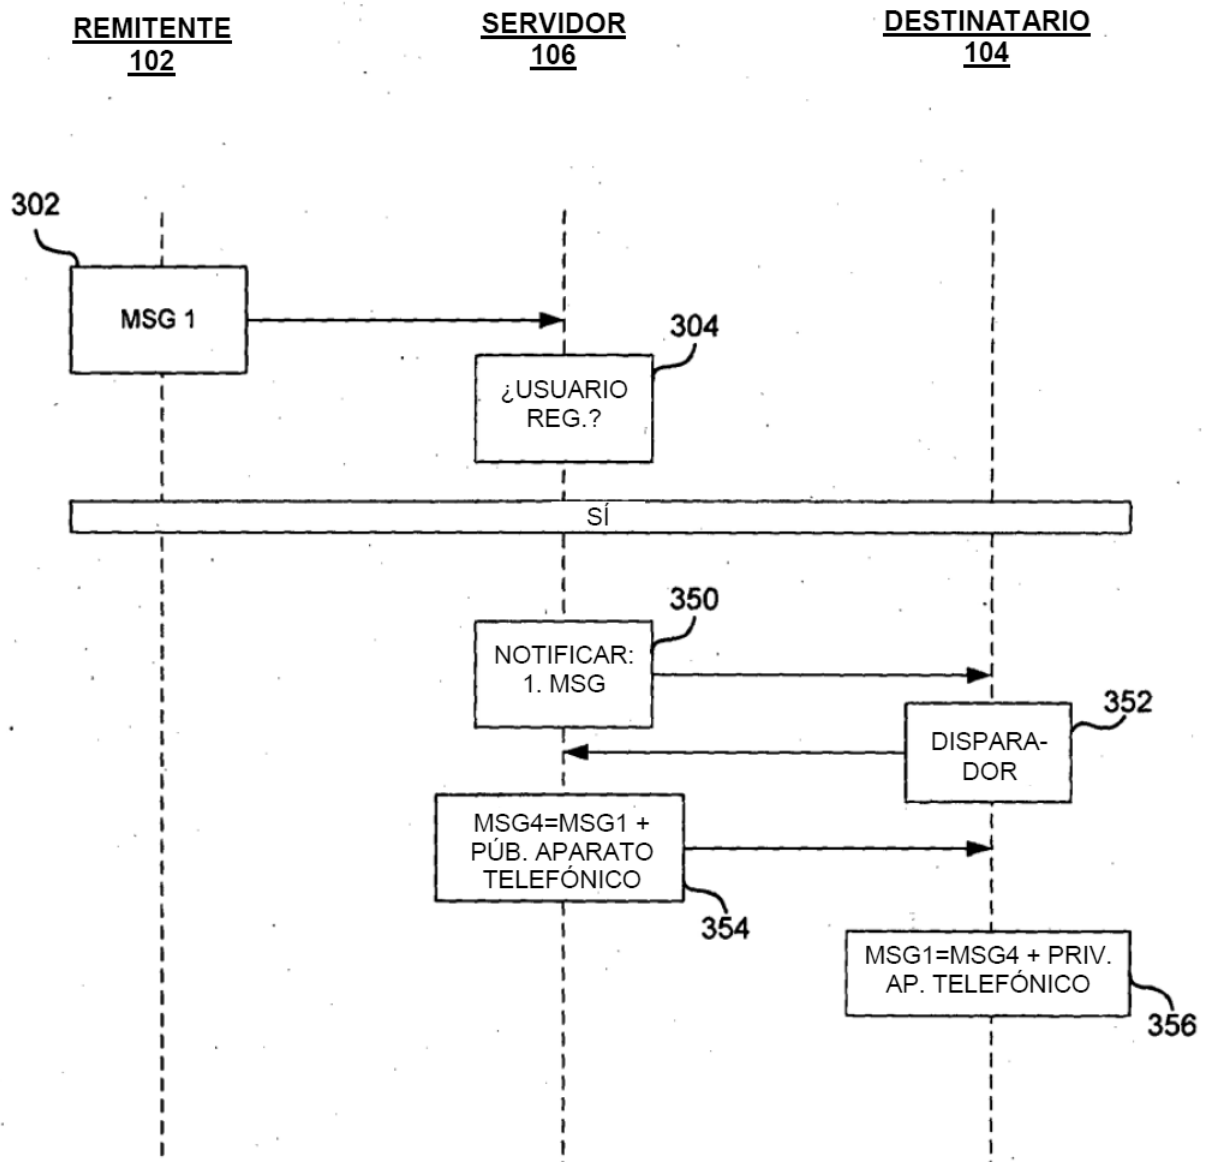 REMITENTE
102
SERVIDOR
106
DESTINATARIO
104
302
MSG 1
304
¿USUARIO
REG.?
SÍ
350
NOTIFICAR:
1. MSG
352
DISPARA-
DOR
MSG4=MSG1 +
PÚB. APARATO
TELEFÓNICO
354
MSG1=MSG4 + PRIV.
AP. TELEFÓNICO
356